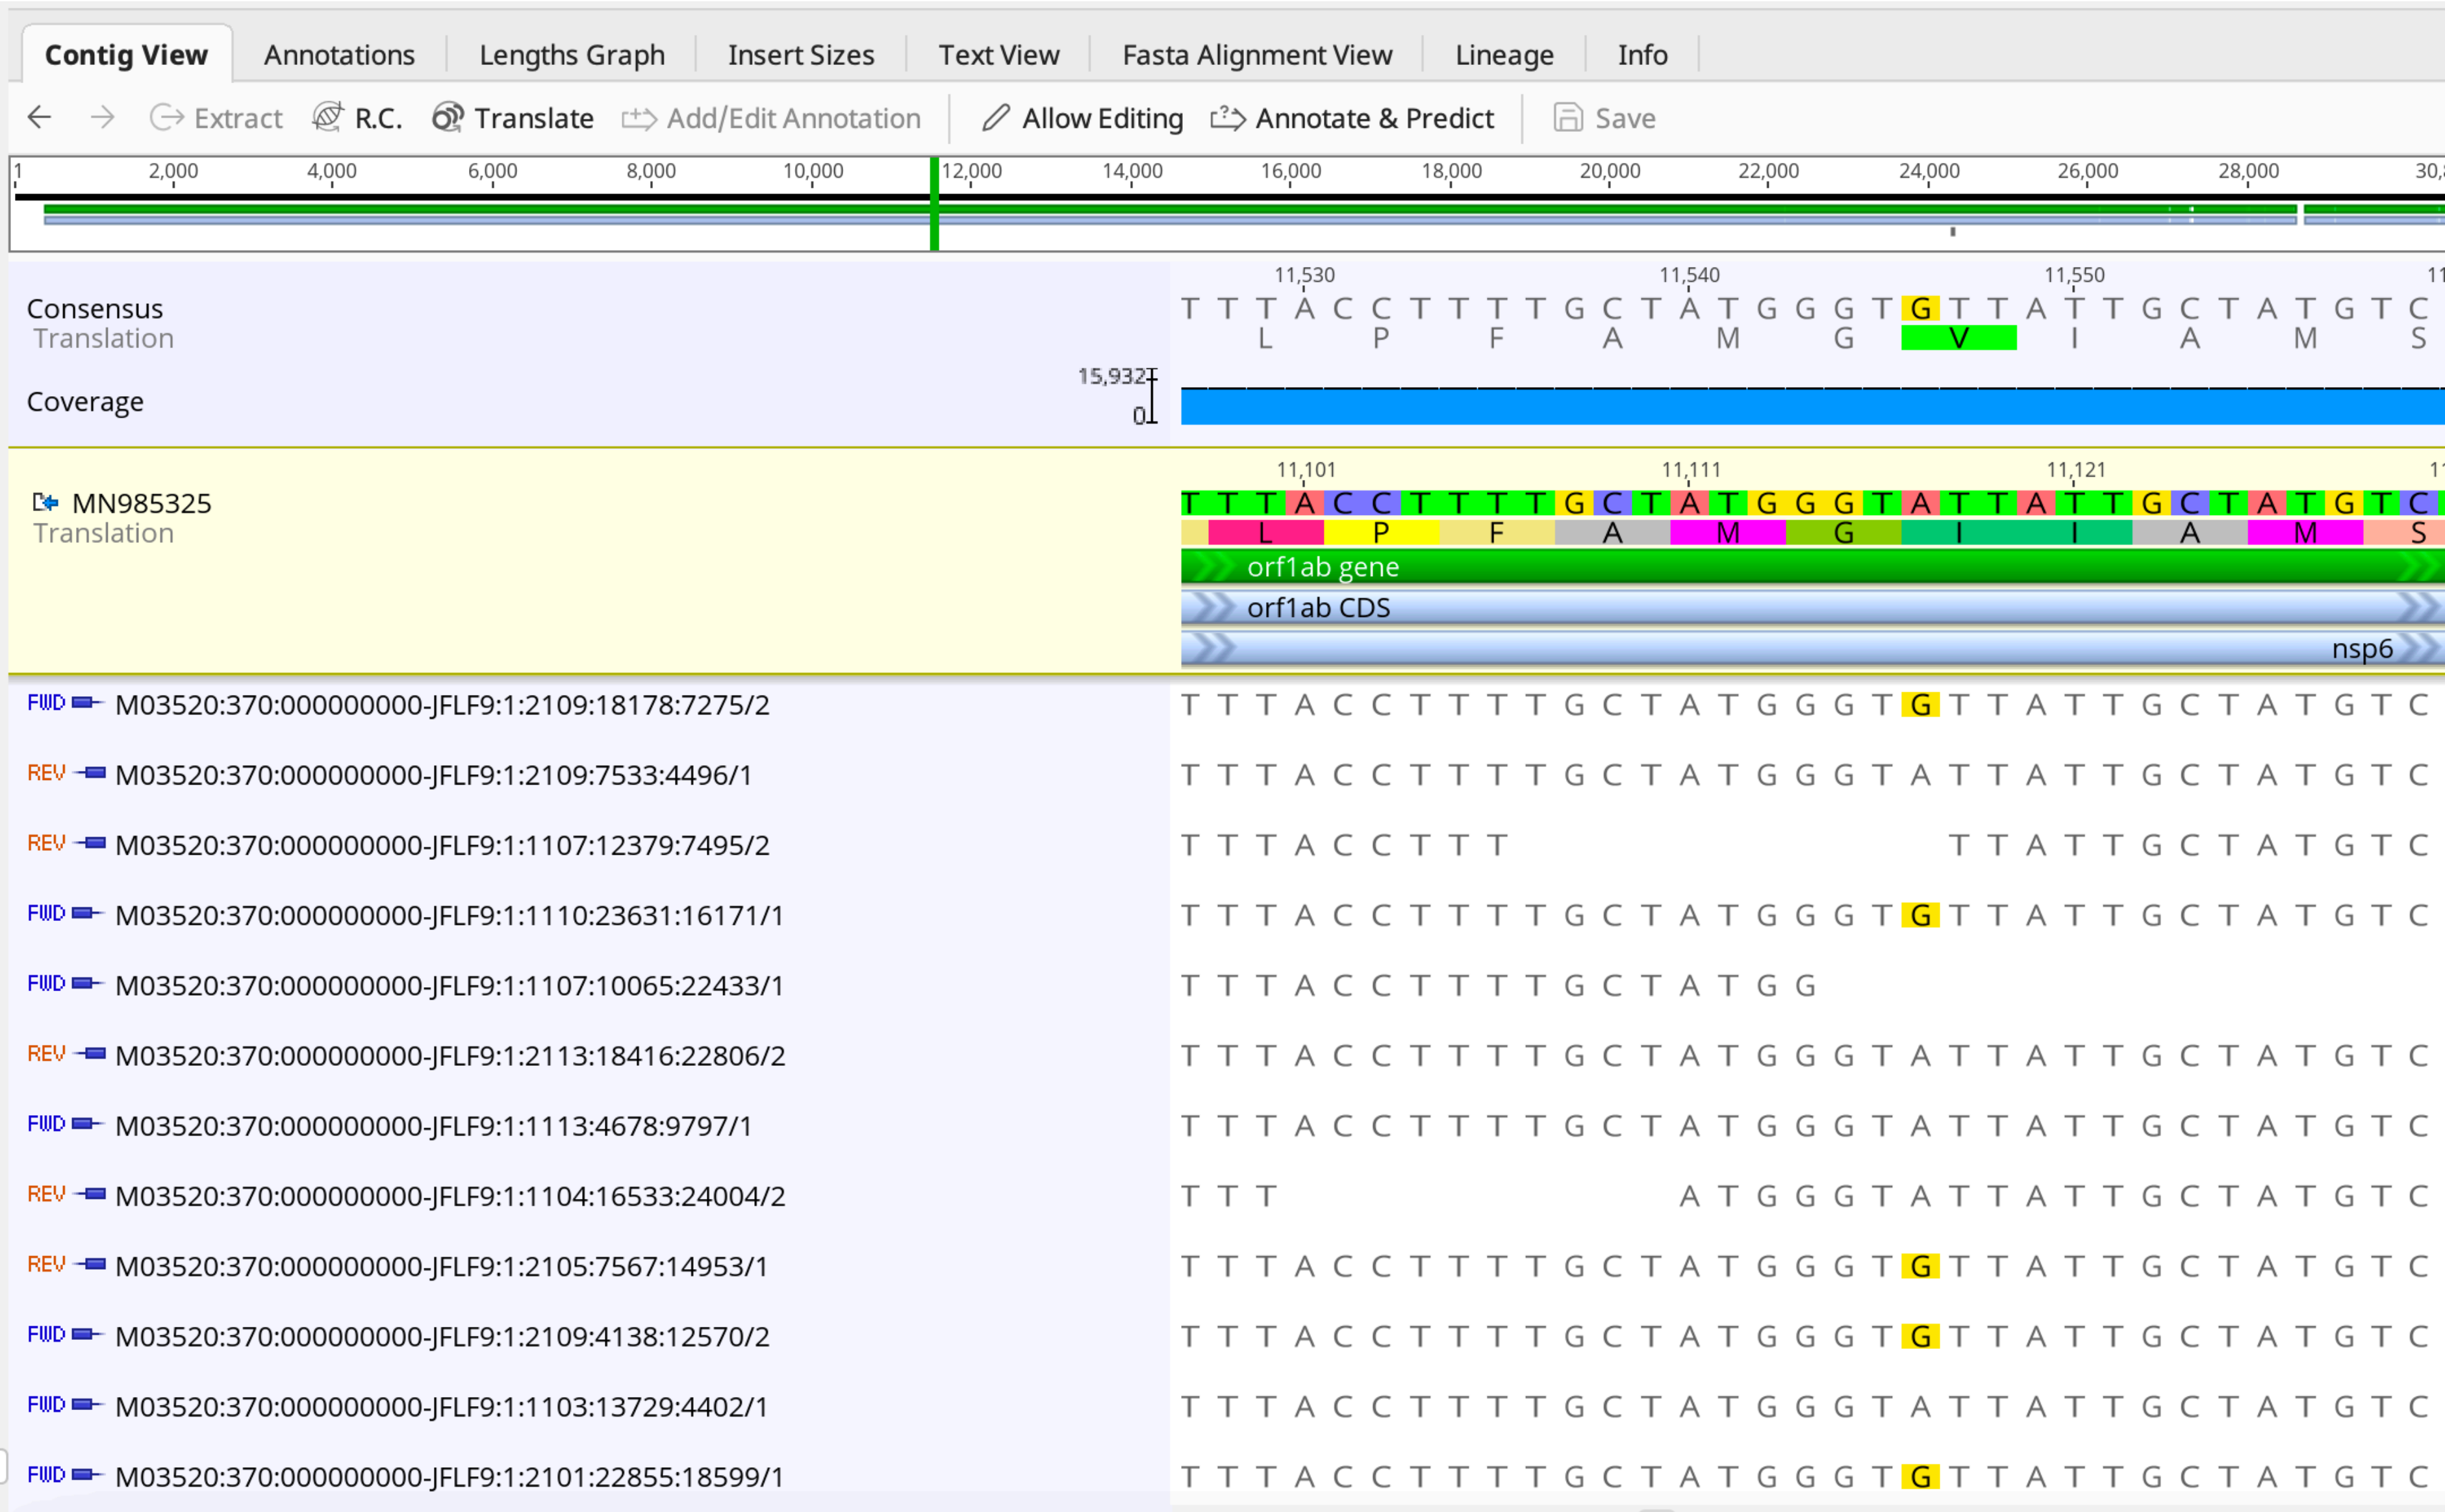 Contig View Annotations Lengths Graph Insert Sizes Text View Fasta Alignment View Lineage Info
Extract R.C. Translate Add/Edit Annotation Allow Editing Annotate & Predict Save
1 2,000 4,000 6,000 8,000 10,000 12,000 14,000 16,000 18,000 20,000 22,000 24,000 26,000 28,000 30,
11,530 11,540 11,550 11
Consensus T T T A C C T T T T G C T A T G G G T G T T A T T G C T A T G T C
Translation L P F A M G V I A M S
15,932
Coverage
0
11,101 11,111 11,121 11
MN985325 T T T A C C T T T T G C T A T G G G T A T T A T T G C T A T G T C
Translation L P F A M G I I A M S
orf1ab gene
orf1ab CDS
nsp6
FWD M03520:370:000000000-JFLF9:1:2109:18178:7275/2 T T T A C C T T T T G C T A T G G G T G T T A T T G C T A T G T C
REV M03520:370:000000000-JFLF9:1:2109:7533:4496/1 T T T A C C T T T T G C T A T G G G T A T T A T T G C T A T G T C
REV M03520:370:000000000-JFLF9:1:1107:12379:7495/2 T T T A C C T T T T T A T T G C T A T G T C
FWD M03520:370:000000000-JFLF9:1:1110:23631:16171/1 T T T A C C T T T T G C T A T G G G T G T T A T T G C T A T G T C
FWD M03520:370:000000000-JFLF9:1:1107:10065:22433/1 T T T A C C T T T T G C T A T G G
REV M03520:370:000000000-JFLF9:1:2113:18416:22806/2 T T T A C C T T T T G C T A T G G G T A T T A T T G C T A T G T C
FWD M03520:370:000000000-JFLF9:1:1113:4678:9797/1 T T T A C C T T T T G C T A T G G G T A T T A T T G C T A T G T C
REV M03520:370:000000000-JFLF9:1:1104:16533:24004/2 T T T A T G G G T A T T A T T G C T A T G T C
REV M03520:370:000000000-JFLF9:1:2105:7567:14953/1 T T T A C C T T T T G C T A T G G G T G T T A T T G C T A T G T C
FWD M03520:370:000000000-JFLF9:1:2109:4138:12570/2 T T T A C C T T T T G C T A T G G G T G T T A T T G C T A T G T C
FWD M03520:370:000000000-JFLF9:1:1103:13729:4402/1 T T T A C C T T T T G C T A T G G G T A T T A T T G C T A T G T C
FWD M03520:370:000000000-JFLF9:1:2101:22855:18599/1 T T T A C C T T T T G C T A T G G G T G T T A T T G C T A T G T C